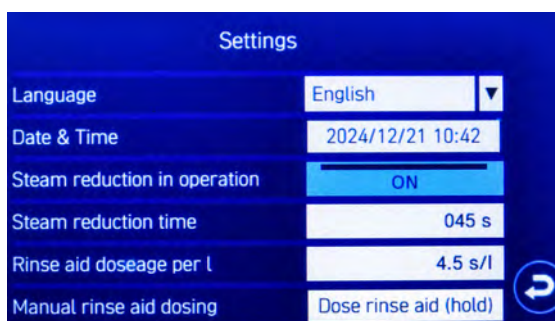 Settings
Language English
Date & Time 2024/12/21 10:42
Steam reduction in operation ON
Steam reduction time 045 s
Rinse aid doseage per l 4.5 s/l
Manual rinse aid dosing Dose rinse aid (hold)